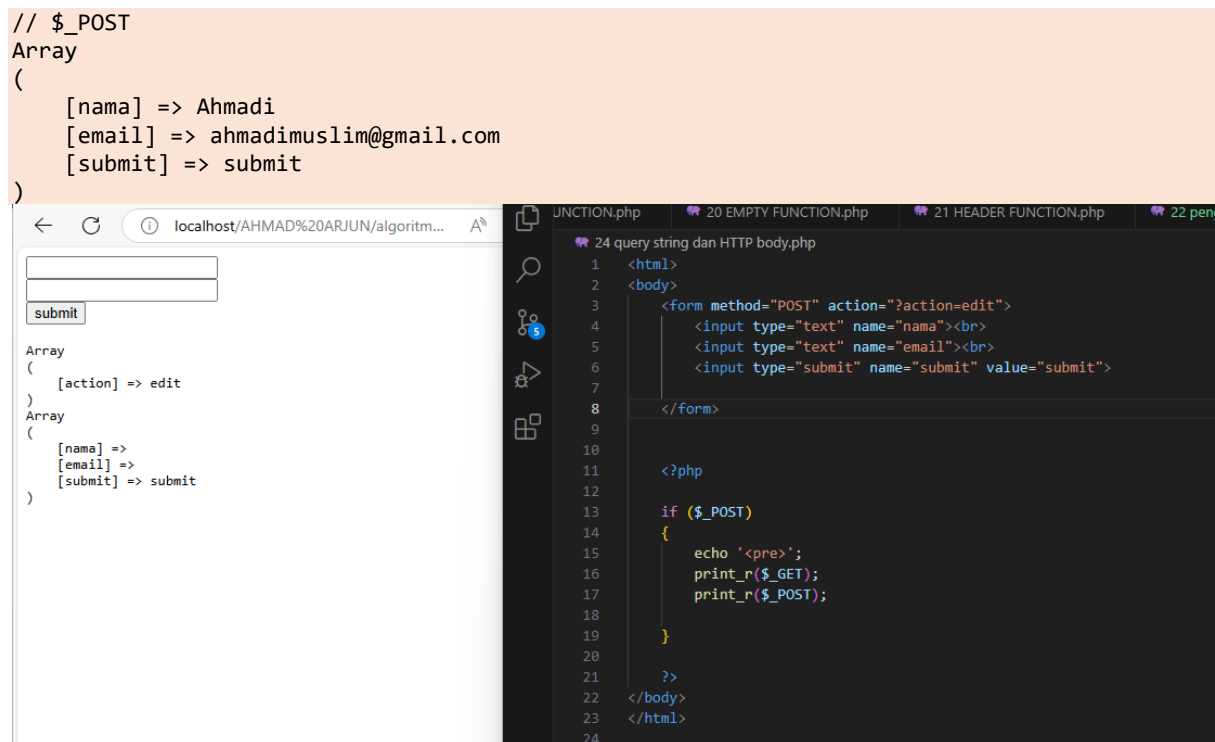 // $_POST
Array
(
    [nama] => Ahmadi
    [email] => ahmadimuslim@gmail.com
    [submit] => submit
)
localhost/AHMAD%20ARJUN/algoritm...
submit
Array
(
    [action] => edit
)
Array
(
    [nama] =>
    [email] =>
    [submit] => submit
)
UNCTION.php 20 EMPTY FUNCTION.php 21 HEADER FUNCTION.php 22 pen
24 query string dan HTTP body.php
5
1 <html>
2 <body>
3     <form method="POST" action="?action=edit">
4         <input type="text" name="nama"><br>
5         <input type="text" name="email"><br>
6         <input type="submit" name="submit" value="submit">
7
8     </form>
9
10
11     <?php
12
13     if ($_POST)
14     {
15         echo '<pre>';
16         print_r($_GET);
17         print_r($_POST);
18
19     }
20
21     ?>
22 </body>
23 </html>
24